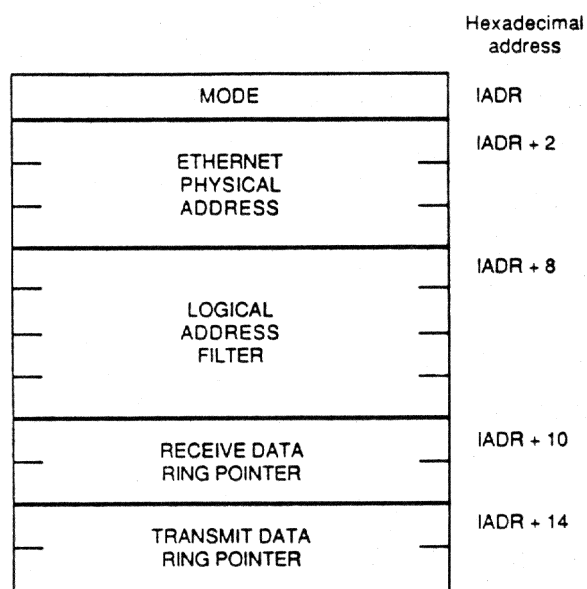 Hexadecimal
address
MODE
IADR
ETHERNET
PHYSICAL
ADDRESS
IADR + 2
LOGICAL
ADDRESS
FILTER
IADR + 8
RECEIVE DATA
RING POINTER
IADR + 10
TRANSMIT DATA
RING POINTER
IADR + 14